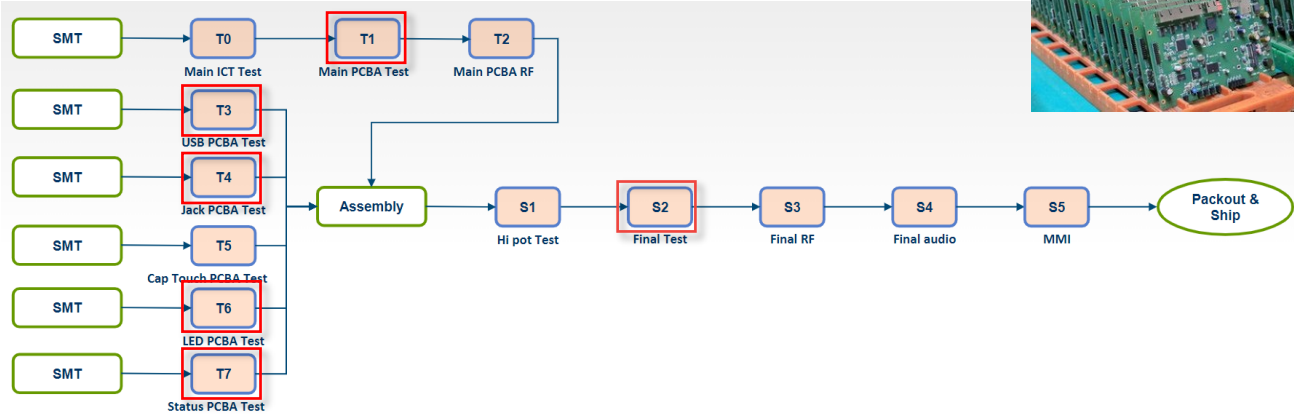 SMT
T0
Main ICT Test
T1
Main PCBA Test
T2
Main PCBA RF
SMT
T3
USB PCBA Test
SMT
T4
Jack PCBA Test
SMT
T5
Cap Touch PCBA Test
SMT
T6
LED PCBA Test
SMT
T7
Status PCBA Test
Assembly
S1
Hi pot Test
S2
Final Test
S3
Final RF
S4
Final audio
S5
MMI
Packout &
Ship